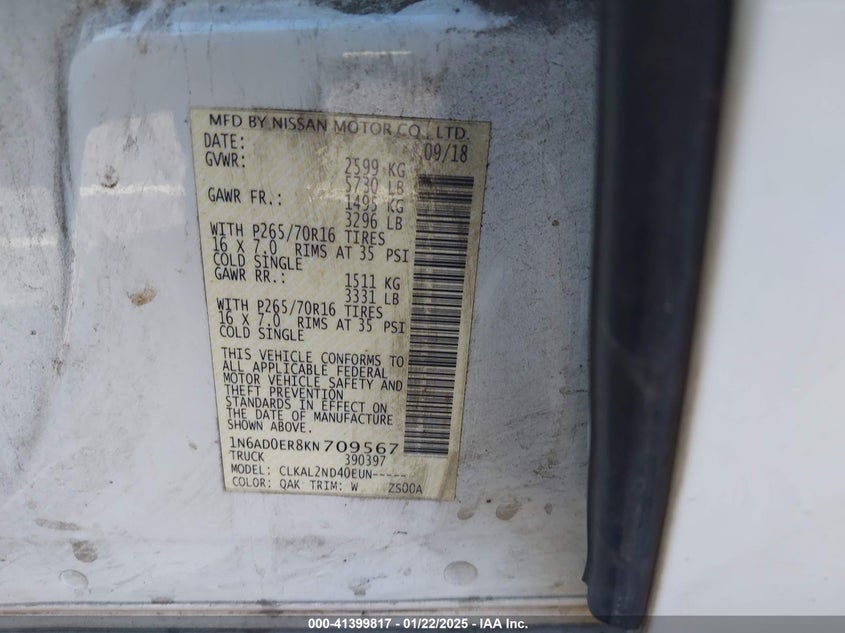 MFD BY NISSAN MOTOR CO., LTD.
DATE: 09/18
GVWR: 2599 KG
5730 LB
GAWR FR.: 1495 KG
3296 LB
WITH P265/70R16 TIRES
16 X 7.0 RIMS AT 35 PSI
COLD SINGLE
GAWR RR.: 1511 KG
3331 LB
WITH P265/70R16 TIRES
16 X 7.0 RIMS AT 35 PSI
COLD SINGLE
THIS VEHICLE CONFORMS TO
ALL APPLICABLE FEDERAL
MOTOR VEHICLE SAFETY AND
THEFT PREVENTION
STANDARDS IN EFFECT ON
THE DATE OF MANUFACTURE
SHOWN ABOVE.
1N6AD0ER8KN709567
TRUCK 390397
MODEL: CLKAL2ND40EUN-----
COLOR: QAK TRIM: W ZS00A
000-41399817 - 01/22/2025 - IAA Inc.